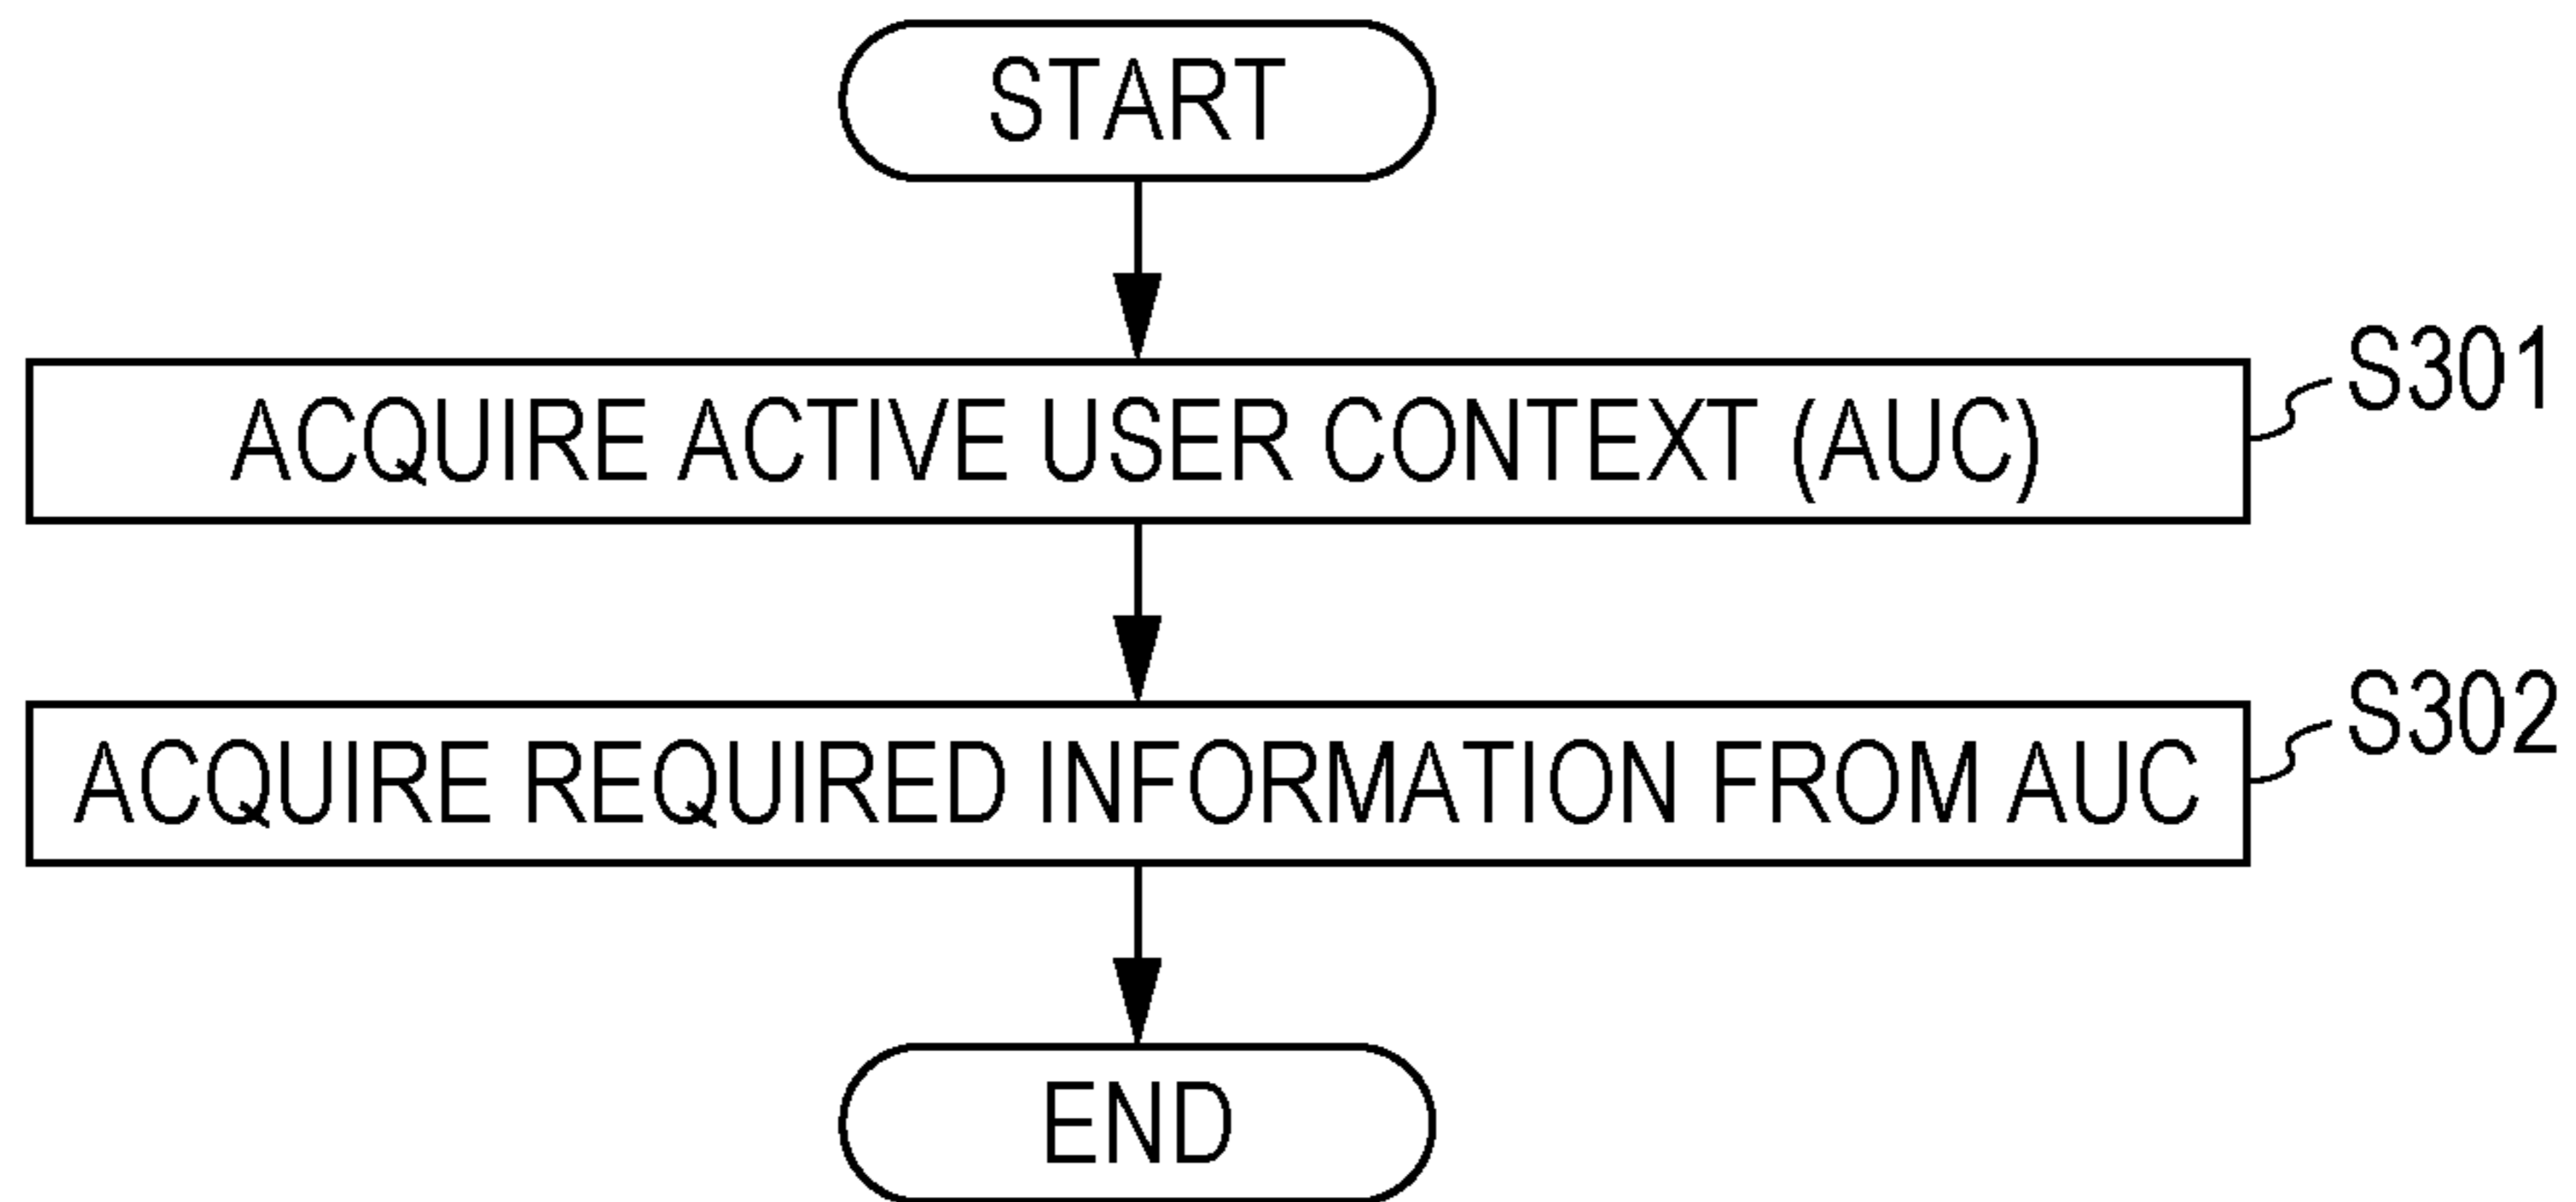 START
ACQUIRE ACTIVE USER CONTEXT (AUC)
S301
ACQUIRE REQUIRED INFORMATION FROM AUC
S302
END